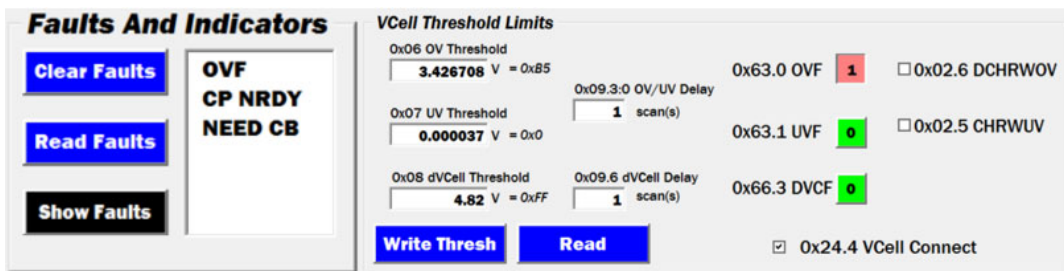 Faults And Indicators
Clear Faults
Read Faults
Show Faults
OVF
CP NRDY
NEED CB
VCell Threshold Limits
0x06 OV Threshold
3.426708 V = 0xB5
0x09.3:0 OV/UV Delay
1 scan(s)
0x07 UV Threshold
0.000037 V = 0x0
0x08 dVCell Threshold
4.82 V = 0xFF
0x09.6 dVCell Delay
1 scan(s)
Write Thresh
Read
0x63.0 OVF 1
0x02.6 DCHRWOV
0x63.1 UVF 0
0x02.5 CHRWUV
0x66.3 DVCF 0
0x24.4 VCell Connect